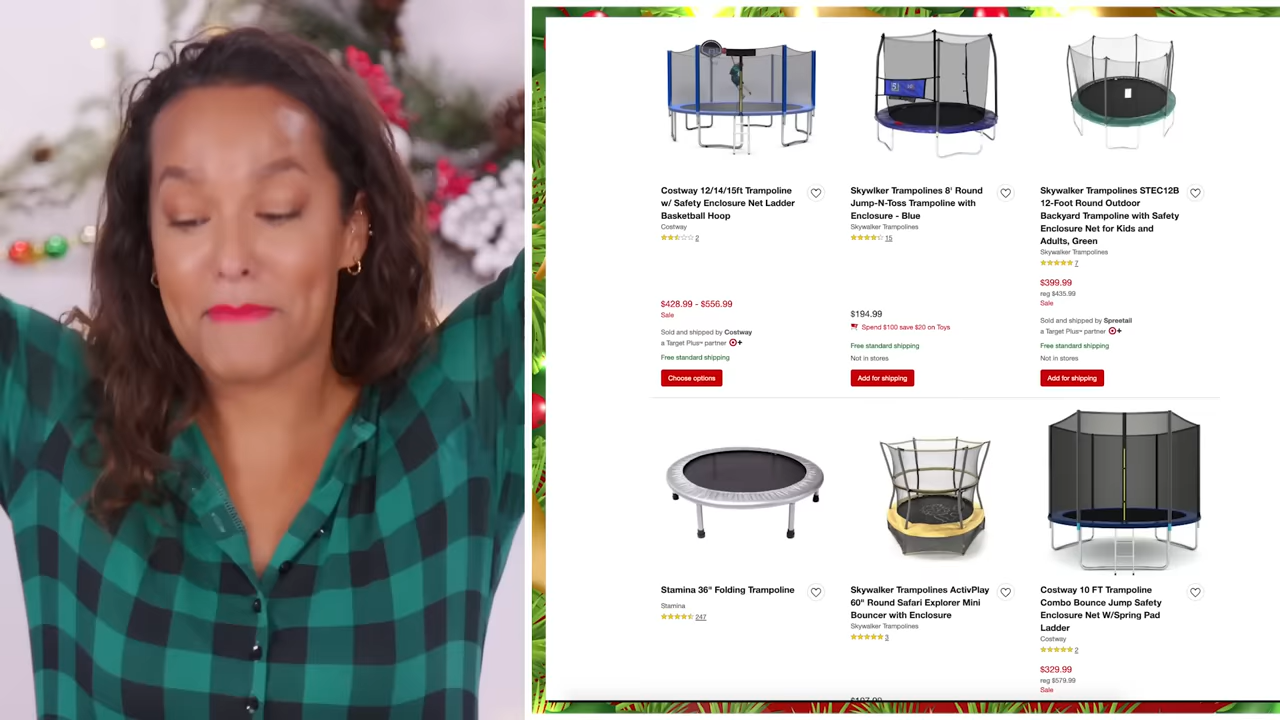 Costway 12/14/15ft Trampoline
w/ Safety Enclosure Net Ladder
Basketball Hoop
Costway
2
$428.99 - $556.99
Sale
Sold and shipped by Costway
a Target Plus™ partner
Free standard shipping
Choose options
Skywlker Trampolines 8' Round
Jump-N-Toss Trampoline with
Enclosure - Blue
Skywalker Trampolines
15
$194.99
Spend $100 save $20 on Toys
Free standard shipping
Not in stores
Add for shipping
Skywalker Trampolines STEC12B
12-Foot Round Outdoor
Backyard Trampoline with Safety
Enclosure Net for Kids and
Adults, Green
Skywalker Trampolines
7
$399.99
reg $435.99
Sale
Sold and shipped by Spreetail
a Target Plus™ partner
Free standard shipping
Not in stores
Add for shipping
Stamina 36" Folding Trampoline
Stamina
247
Skywalker Trampolines ActivPlay
60" Round Safari Explorer Mini
Bouncer with Enclosure
Skywalker Trampolines
3
Costway 10 FT Trampoline
Combo Bounce Jump Safety
Enclosure Net W/Spring Pad
Ladder
Costway
2
$329.99
reg $579.99
Sale